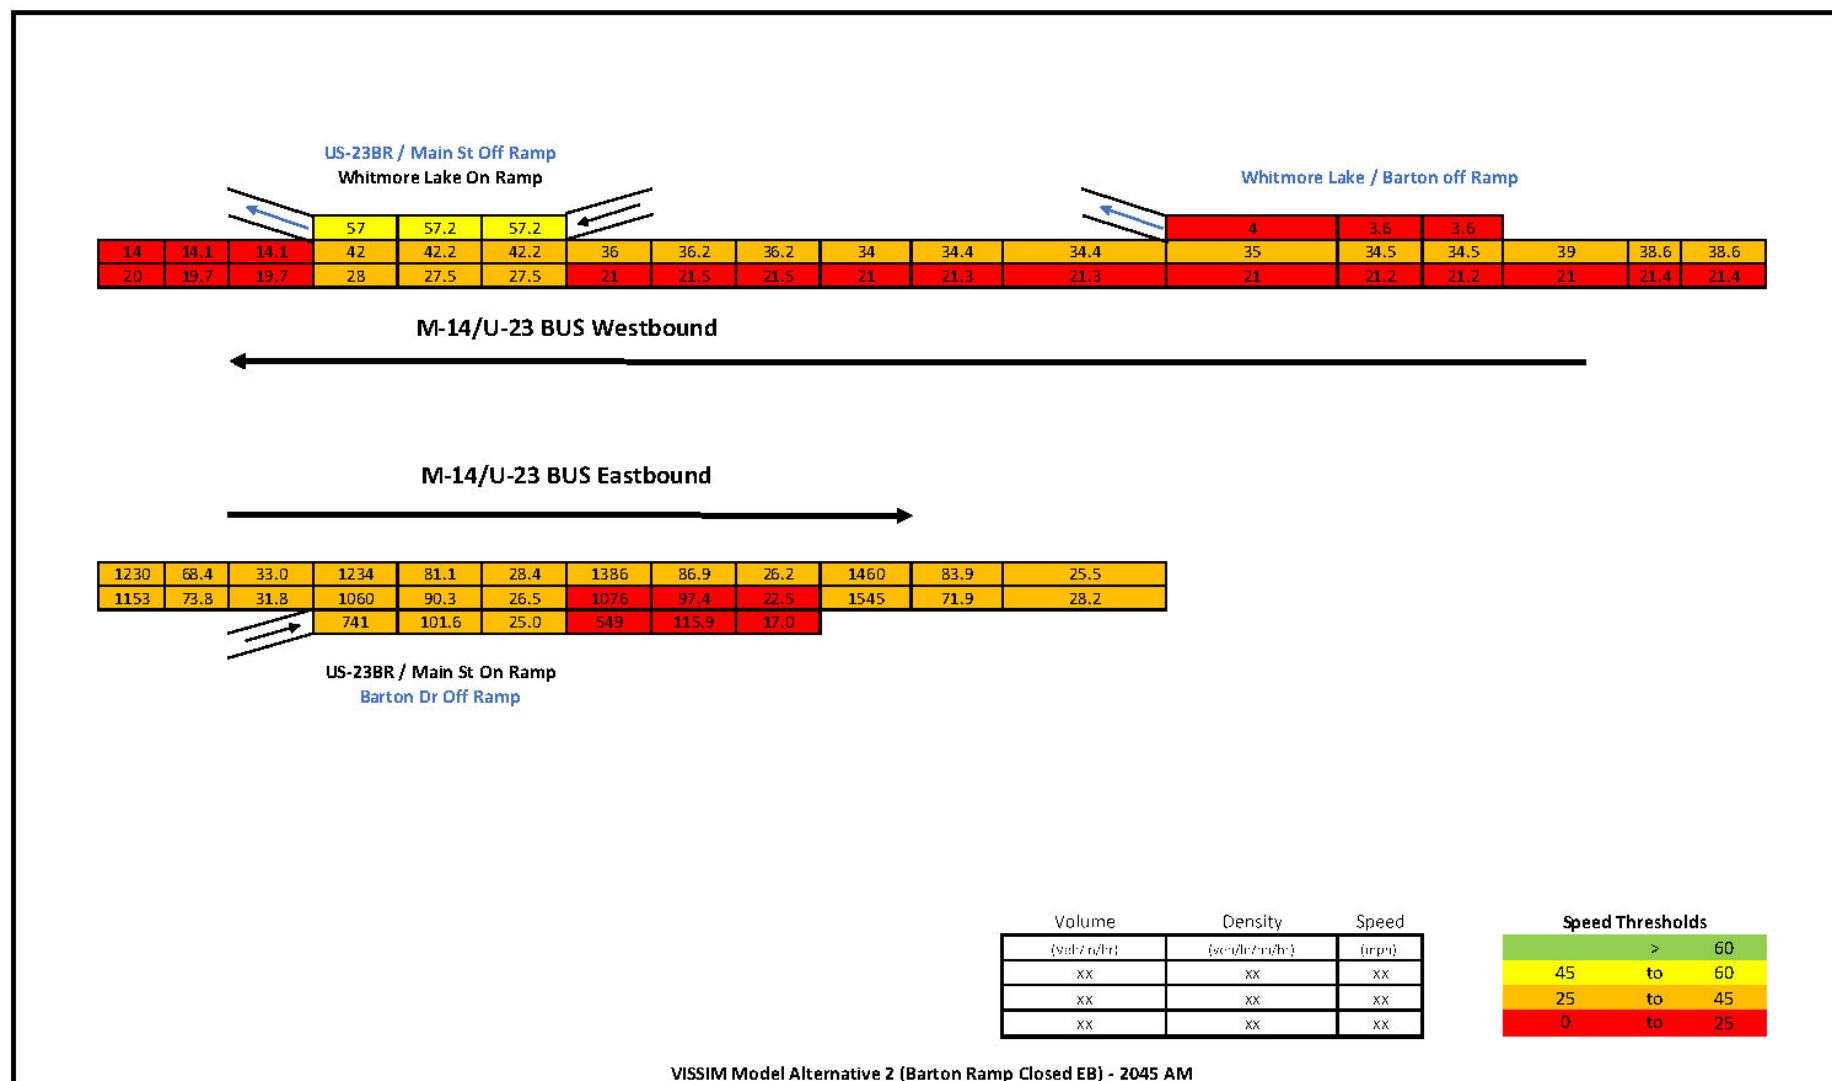 US-23BR / Main St Off Ramp
Whitmore Lake On Ramp
Whitmore Lake / Barton off Ramp
57 57.2 57.2 4 3.6 3.6
14 14.1 14.1 42 42.2 42.2 36 36.2 36.2 34 34.4 34.4 35 34.5 34.5 39 38.6 38.6
20 19.7 19.7 28 27.5 27.5 21 21.5 21.5 21 21.3 21.3 21 21.2 21.2 21 21.4 21.4
M-14/U-23 BUS Westbound
M-14/U-23 BUS Eastbound
1230 68.4 33.0 1234 81.1 28.4 1386 86.9 26.2 1460 83.9 25.5
1153 73.8 31.8 1060 90.3 26.5 1076 97.4 22.5 1545 71.9 28.2
741 101.6 25.0 549 115.9 17.0
US-23BR / Main St On Ramp
Barton Dr Off Ramp
Volume Density Speed
(veh/ln/hr) (veh/ln/mi/hr) (mph)
xx xx xx
xx xx xx
xx xx xx
Speed Thresholds
> 60
45 to 60
25 to 45
0 to 25
VISSIM Model Alternative 2 (Barton Ramp Closed EB) - 2045 AM